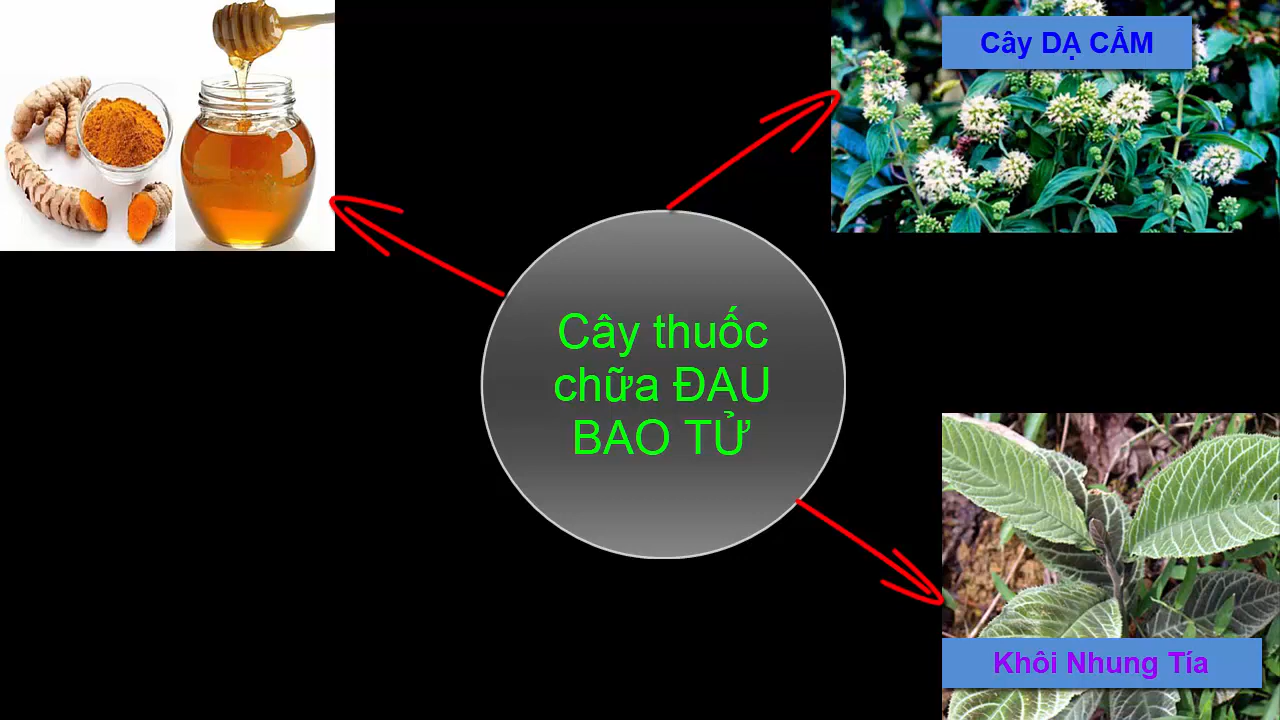 Cây DẠ CẨM
Cây thuốc
chữa ĐAU
BAO TỬ
Khôi Nhung Tía